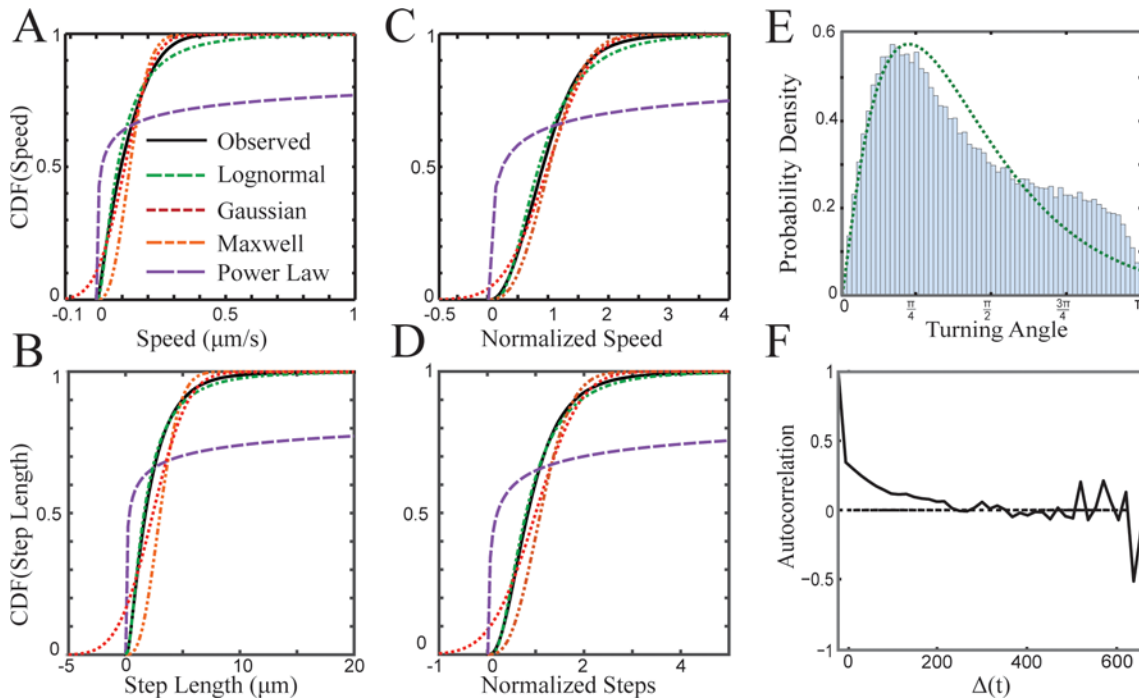 A
CDF(Speed)
1
0.5
0
-0.1
0
0.5
1
Speed (μm/s)
Observed
Lognormal
Gaussian
Maxwell
Power Law
C
1
0.5
0
-1
0
1
2
3
4
Normalized Speed
E
Probability Density
0.6
0.4
0.2
0
0
π/4
π/2
3π/4
π
Turning Angle
B
CDF(Step Length)
1
0.5
0
-5
0
10
20
Step Length (μm)
D
1
0.5
0
-1
0
2
4
Normalized Steps
F
Autocorrelation
1
0.5
0
−0.5
−1
0
200
400
600
Δ(t)